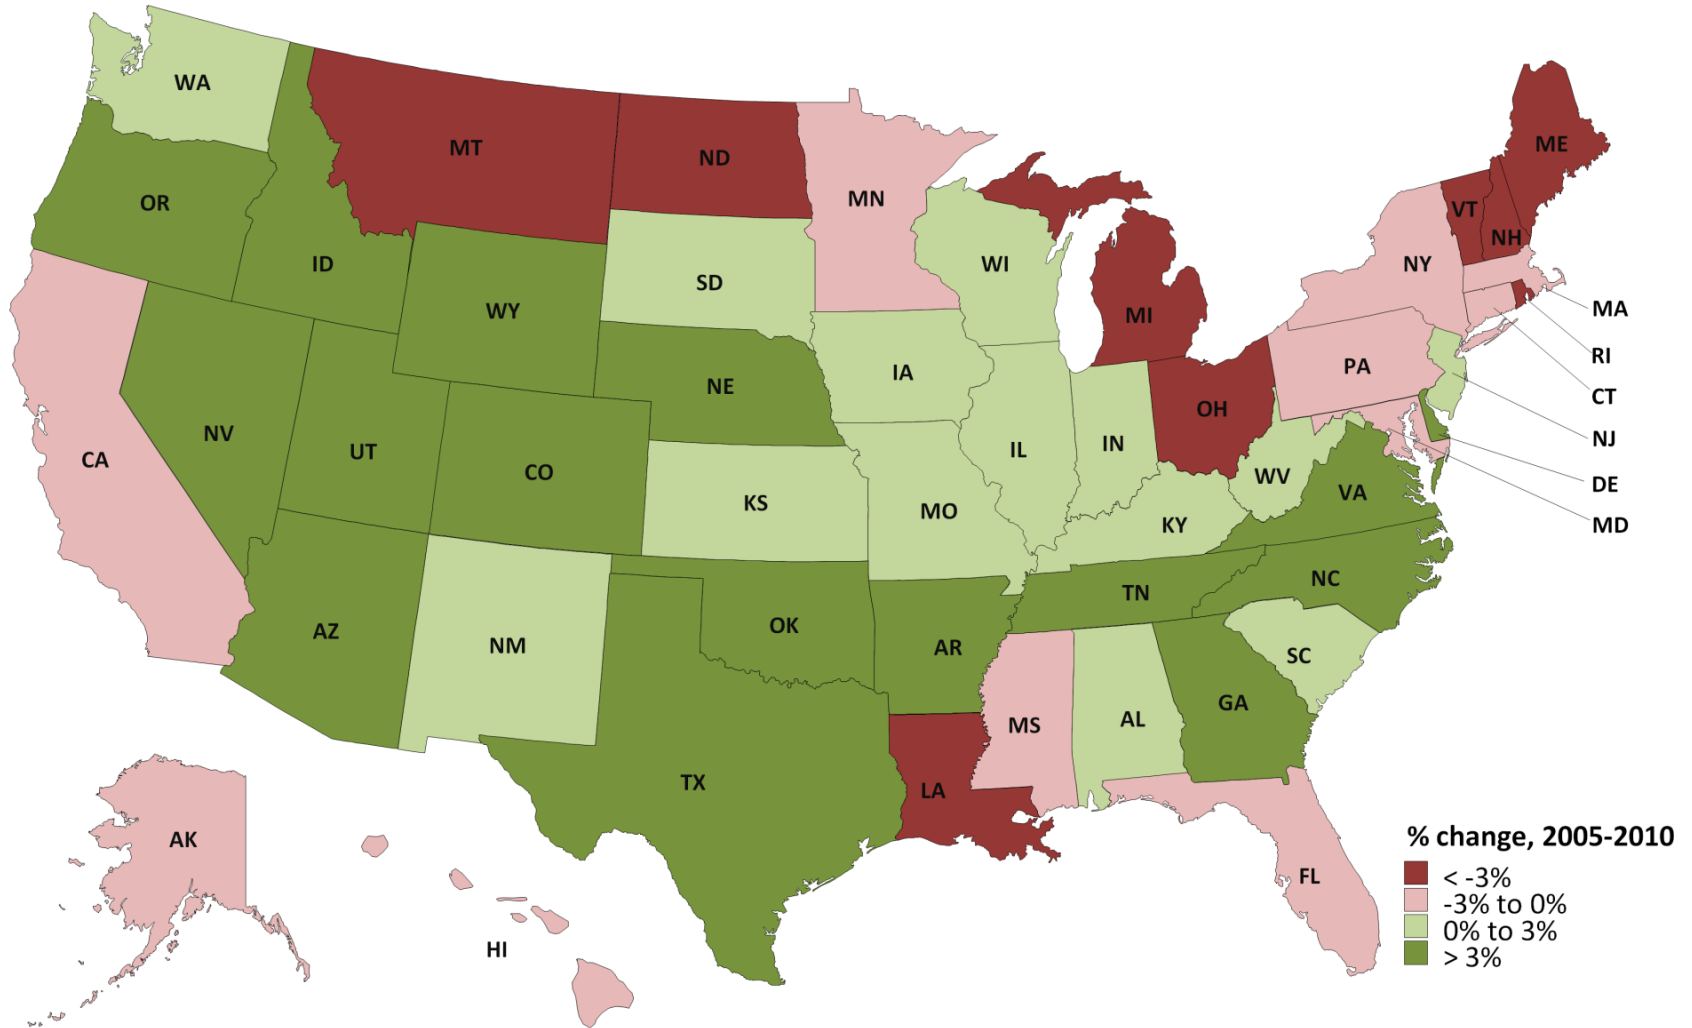 WA
MT
ND
ME
MN
VT
OR
NH
ID
WI
NY
SD
WY
MA
MI
RI
PA
IA
NE
CT
OH
NV
NJ
IN
UT
IL
CA
CO
WV
DE
VA
KS
MO
KY
MD
NC
TN
OK
AZ
NM
AR
SC
GA
AL
MS
TX
LA
AK
FL
HI
% change, 2005-2010
< -3%
-3% to 0%
0% to 3%
> 3%